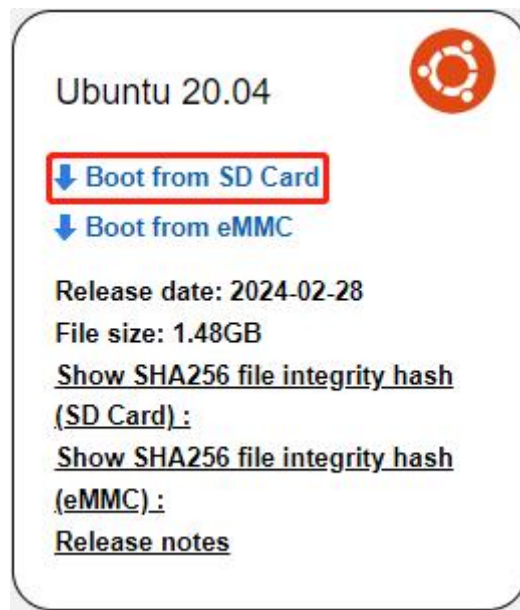 Ubuntu 20.04
Boot from SD Card
Boot from eMMC
Release date: 2024-02-28
File size: 1.48GB
Show SHA256 file integrity hash
(SD Card) :
Show SHA256 file integrity hash
(eMMC) :
Release notes